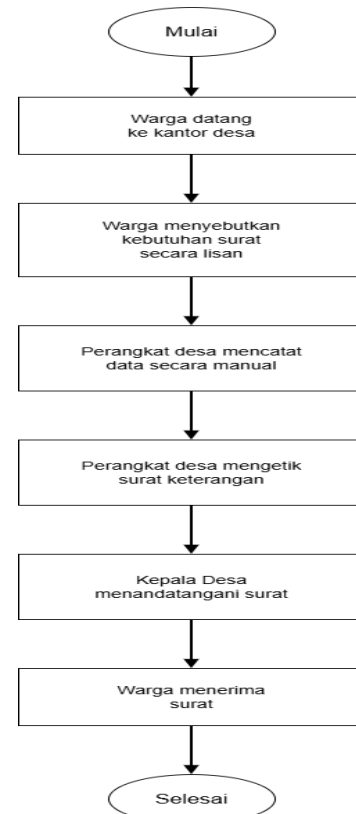 Mulai
Warga datang
ke kantor desa
Warga menyebutkan
kebutuhan surat
secara lisan
Perangkat desa mencatat
data secara manual
Perangkat desa mengetik
surat keterangan
Kepala Desa
menandatangani surat
Warga menerima
surat
Selesai